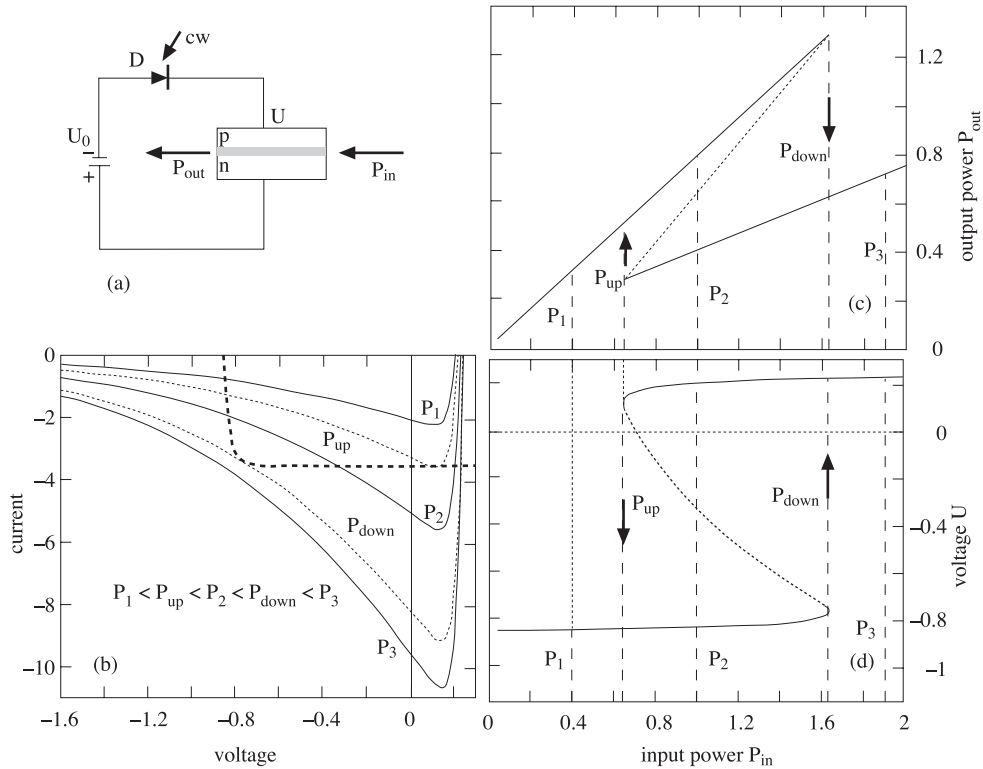 cw
D
U
U0
−
+
p
n
Pout
Pin
(a)
output power Pout
1.2
0.8
0.4
0
Pdown
Pup
P1
P2
P3
(c)
current
0
−2
−4
−6
−8
−10
P1
Pup
P2
Pdown
P1 < Pup < P2 < Pdown < P3
P3
(b)
−1.6
−1.2
−0.8
−0.4
0
voltage
voltage U
0
−0.4
−0.8
−1
Pup
Pdown
P1
P2
P3
(d)
0
0.4
0.8
1.2
1.6
2
input power Pin